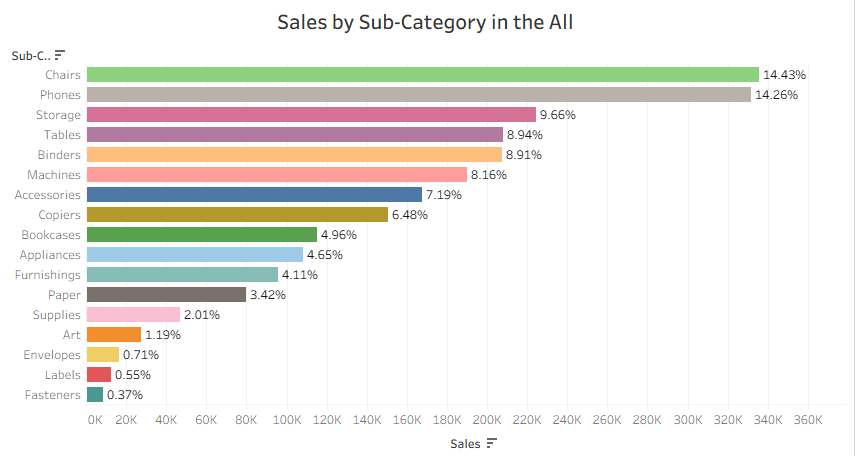 Sales by Sub-Category in the All
Sub-C..
Chairs 14.43%
Phones 14.26%
Storage 9.66%
Tables 8.94%
Binders 8.91%
Machines 8.16%
Accessories 7.19%
Copiers 6.48%
Bookcases 4.96%
Appliances 4.65%
Furnishings 4.11%
Paper 3.42%
Supplies 2.01%
Art 1.19%
Envelopes 0.71%
Labels 0.55%
Fasteners 0.37%
0K 20K 40K 60K 80K 100K 120K 140K 160K 180K 200K 220K 240K 260K 280K 300K 320K 340K 360K
Sales